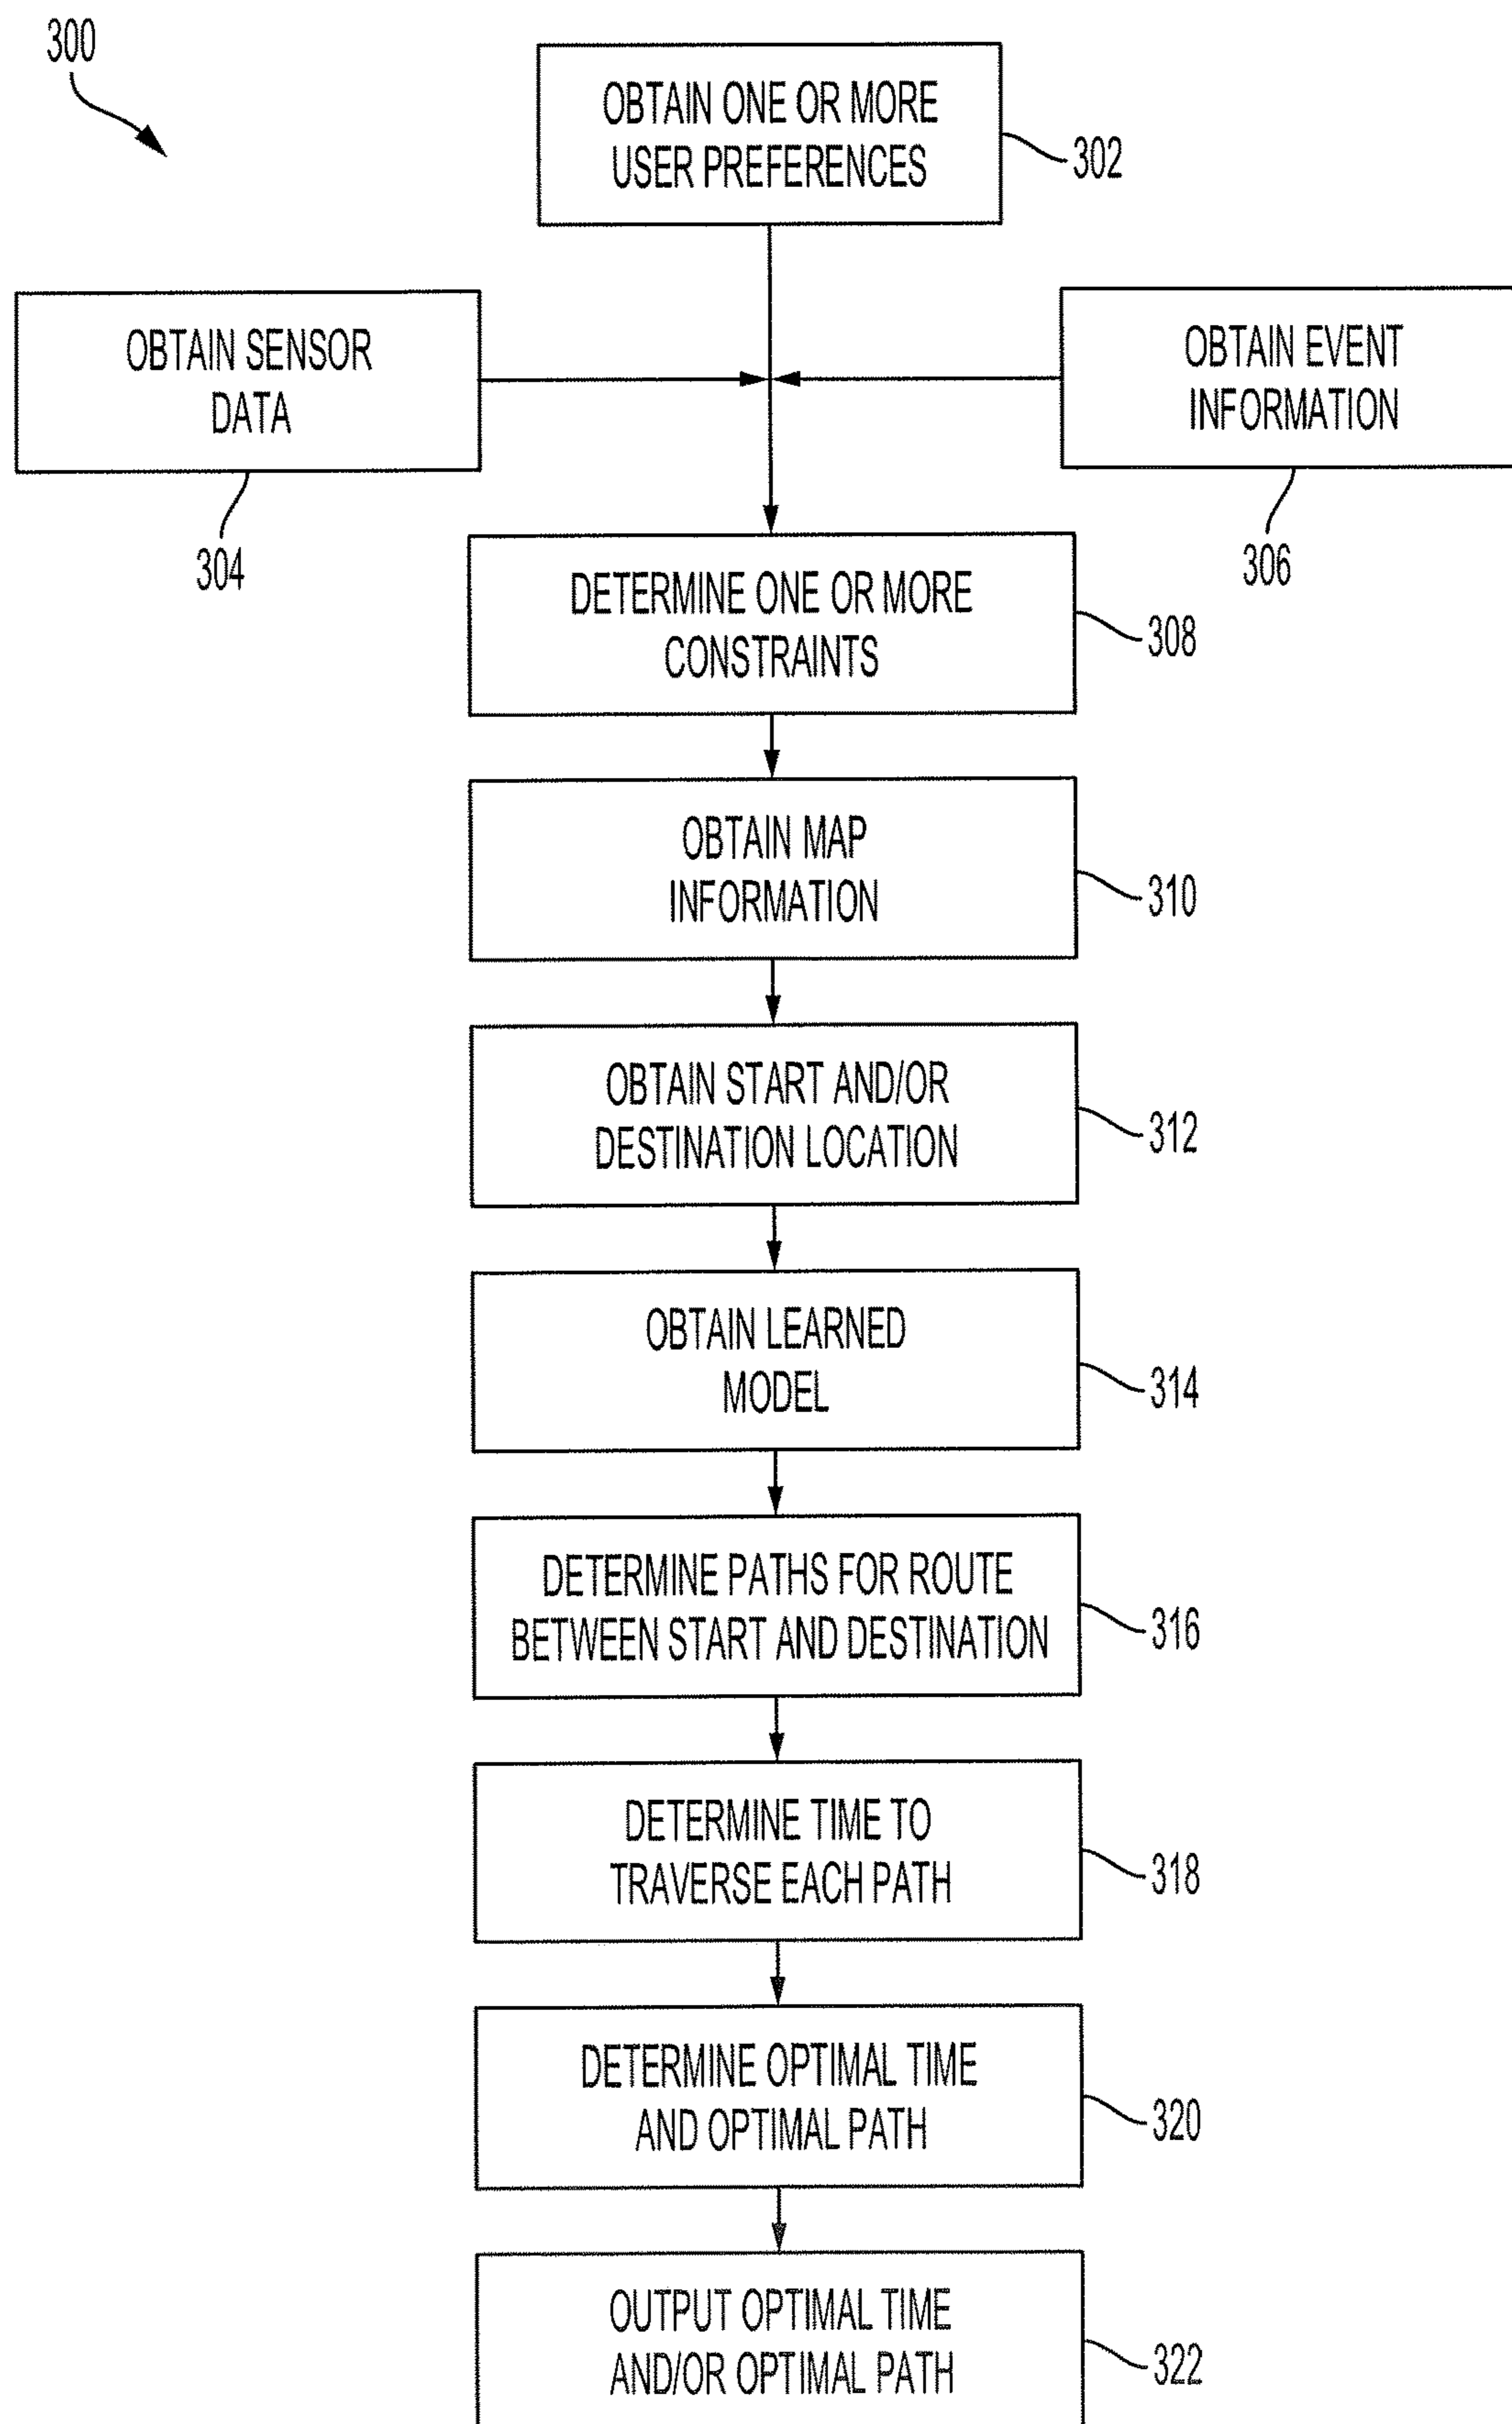 300
OBTAIN ONE OR MORE
USER PREFERENCES
302
OBTAIN SENSOR
DATA
304
OBTAIN EVENT
INFORMATION
306
DETERMINE ONE OR MORE
CONSTRAINTS
308
OBTAIN MAP
INFORMATION
310
OBTAIN START AND/OR
DESTINATION LOCATION
312
OBTAIN LEARNED
MODEL
314
DETERMINE PATHS FOR ROUTE
BETWEEN START AND DESTINATION
316
DETERMINE TIME TO
TRAVERSE EACH PATH
318
DETERMINE OPTIMAL TIME
AND OPTIMAL PATH
320
OUTPUT OPTIMAL TIME
AND/OR OPTIMAL PATH
322